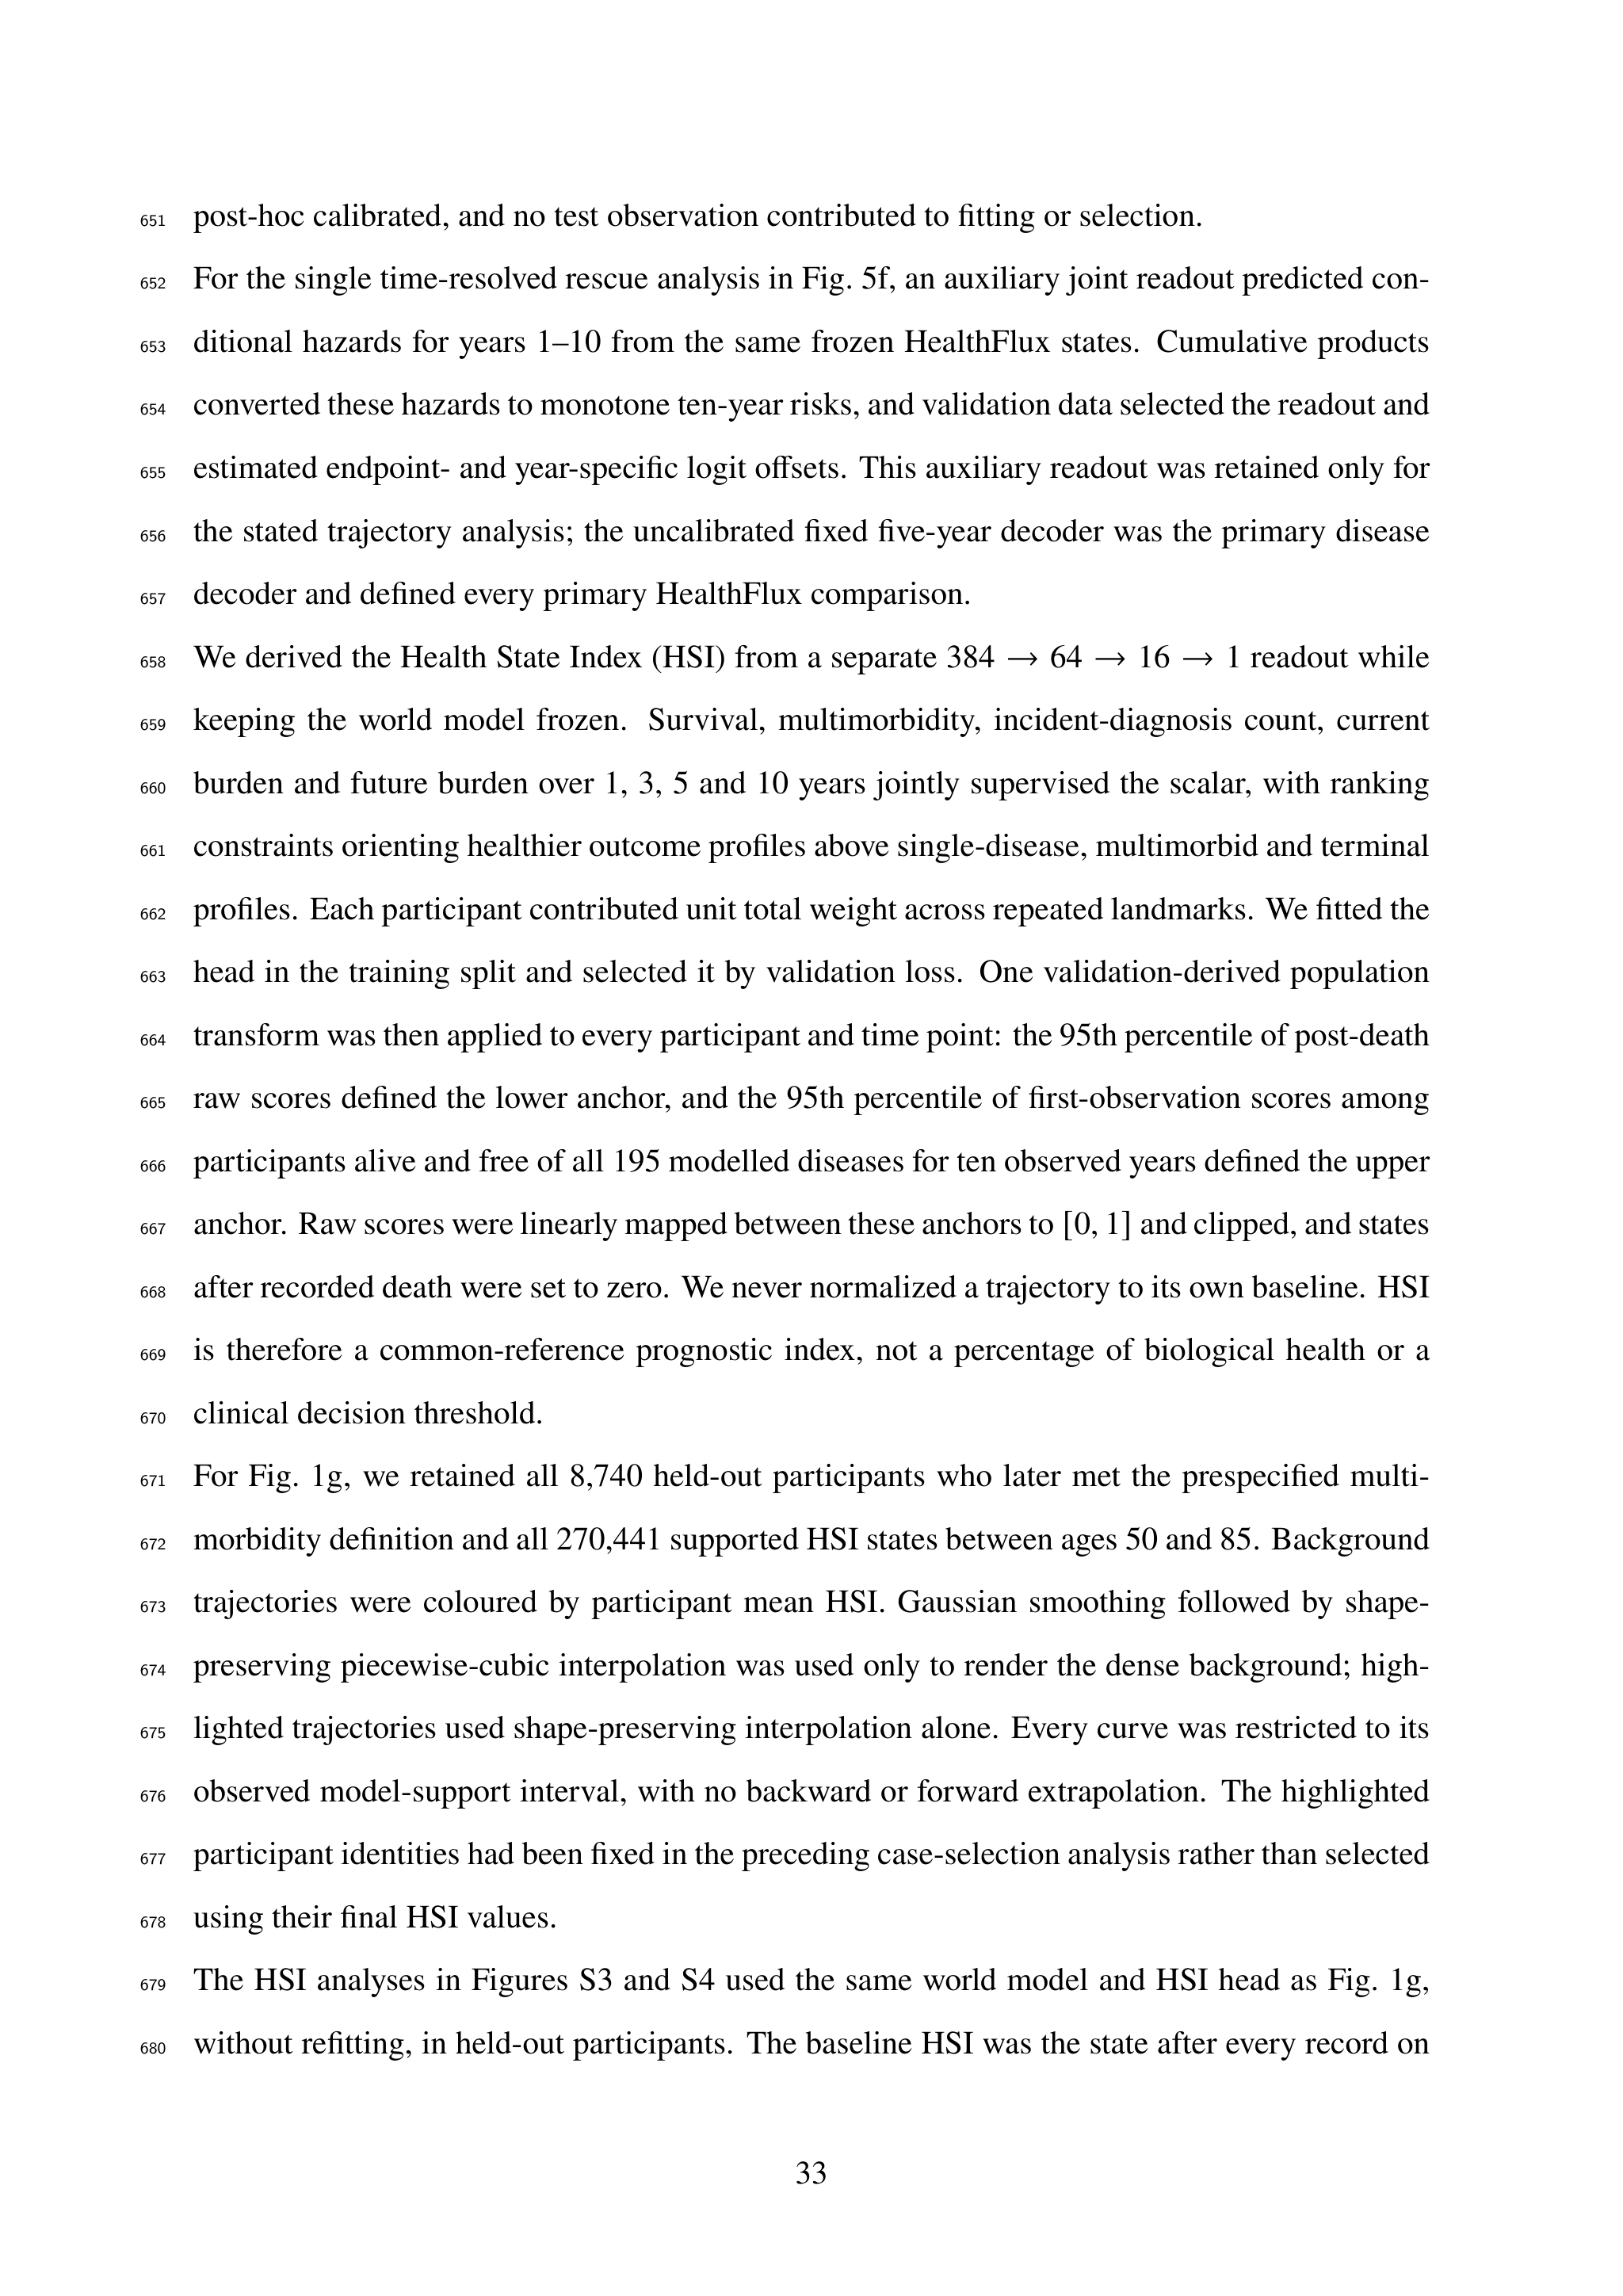 651 post-hoc calibrated, and no test observation contributed to fitting or selection.
652 For the single time-resolved rescue analysis in Fig. 5f, an auxiliary joint readout predicted con-
653 ditional hazards for years 1–10 from the same frozen HealthFlux states. Cumulative products
654 converted these hazards to monotone ten-year risks, and validation data selected the readout and
655 estimated endpoint- and year-specific logit offsets. This auxiliary readout was retained only for
656 the stated trajectory analysis; the uncalibrated fixed five-year decoder was the primary disease
657 decoder and defined every primary HealthFlux comparison.
658 We derived the Health State Index (HSI) from a separate 384 → 64 → 16 → 1 readout while
659 keeping the world model frozen. Survival, multimorbidity, incident-diagnosis count, current
660 burden and future burden over 1, 3, 5 and 10 years jointly supervised the scalar, with ranking
661 constraints orienting healthier outcome profiles above single-disease, multimorbid and terminal
662 profiles. Each participant contributed unit total weight across repeated landmarks. We fitted the
663 head in the training split and selected it by validation loss. One validation-derived population
664 transform was then applied to every participant and time point: the 95th percentile of post-death
665 raw scores defined the lower anchor, and the 95th percentile of first-observation scores among
666 participants alive and free of all 195 modelled diseases for ten observed years defined the upper
667 anchor. Raw scores were linearly mapped between these anchors to [0, 1] and clipped, and states
668 after recorded death were set to zero. We never normalized a trajectory to its own baseline. HSI
669 is therefore a common-reference prognostic index, not a percentage of biological health or a
670 clinical decision threshold.
671 For Fig. 1g, we retained all 8,740 held-out participants who later met the prespecified multi-
672 morbidity definition and all 270,441 supported HSI states between ages 50 and 85. Background
673 trajectories were coloured by participant mean HSI. Gaussian smoothing followed by shape-
674 preserving piecewise-cubic interpolation was used only to render the dense background; high-
675 lighted trajectories used shape-preserving interpolation alone. Every curve was restricted to its
676 observed model-support interval, with no backward or forward extrapolation. The highlighted
677 participant identities had been fixed in the preceding case-selection analysis rather than selected
678 using their final HSI values.
679 The HSI analyses in Figures S3 and S4 used the same world model and HSI head as Fig. 1g,
680 without refitting, in held-out participants. The baseline HSI was the state after every record on
33